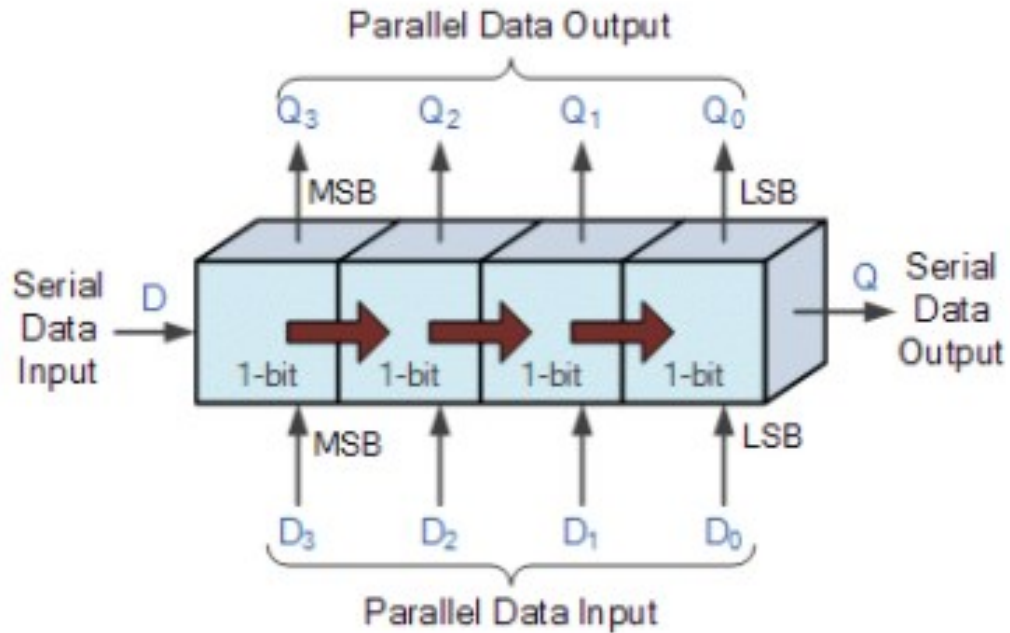 Parallel Data Output
Q₃ Q₂ Q₁ Q₀
MSB LSB
Serial Data Input
D
Q
Serial Data Output
1-bit 1-bit 1-bit 1-bit
MSB LSB
D₃ D₂ D₁ D₀
Parallel Data Input